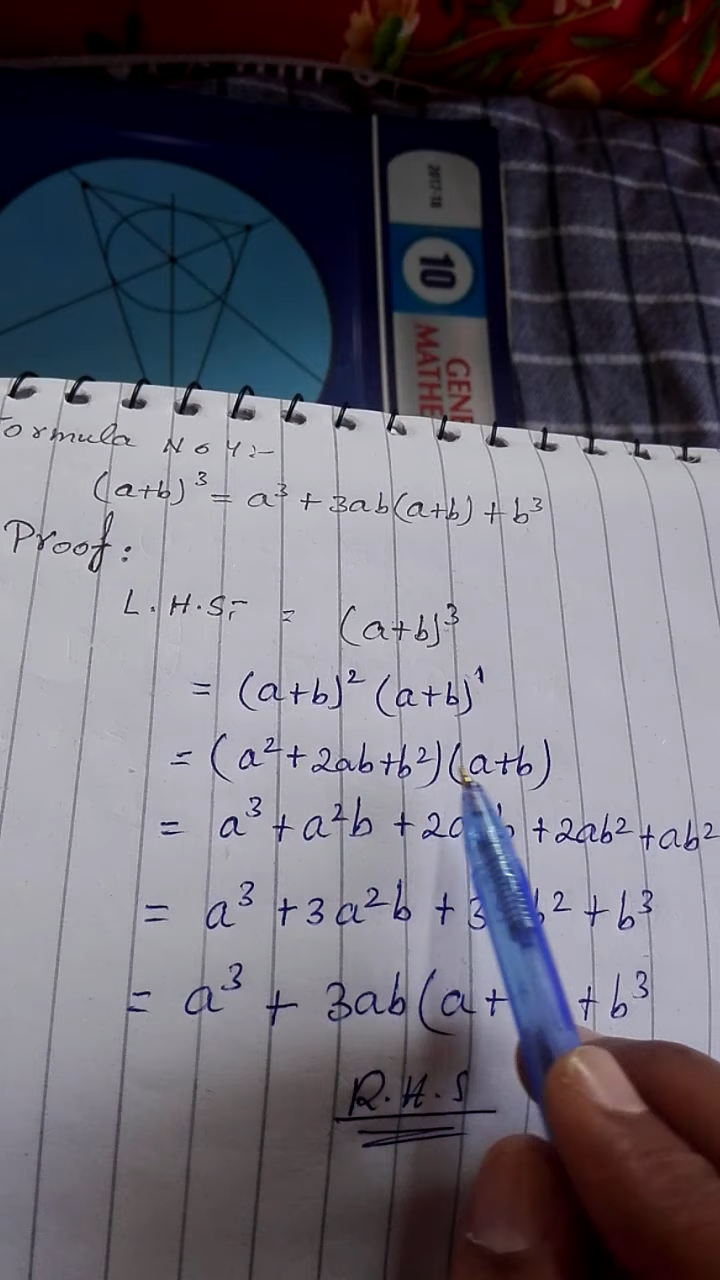 2017-18
10
GENE
MATHE
ormula No 4:-
(a+b)³ = a³ + 3ab(a+b) + b³
Proof:
L.H.S:- = (a+b)³
= (a+b)² (a+b)¹
= (a²+2ab+b²)(a+b)
= a³ + a²b + 2a b + 2ab² + ab²
= a³ + 3a²b + 3 b² + b³
= a³ + 3ab(a+ + b³
R.H.S